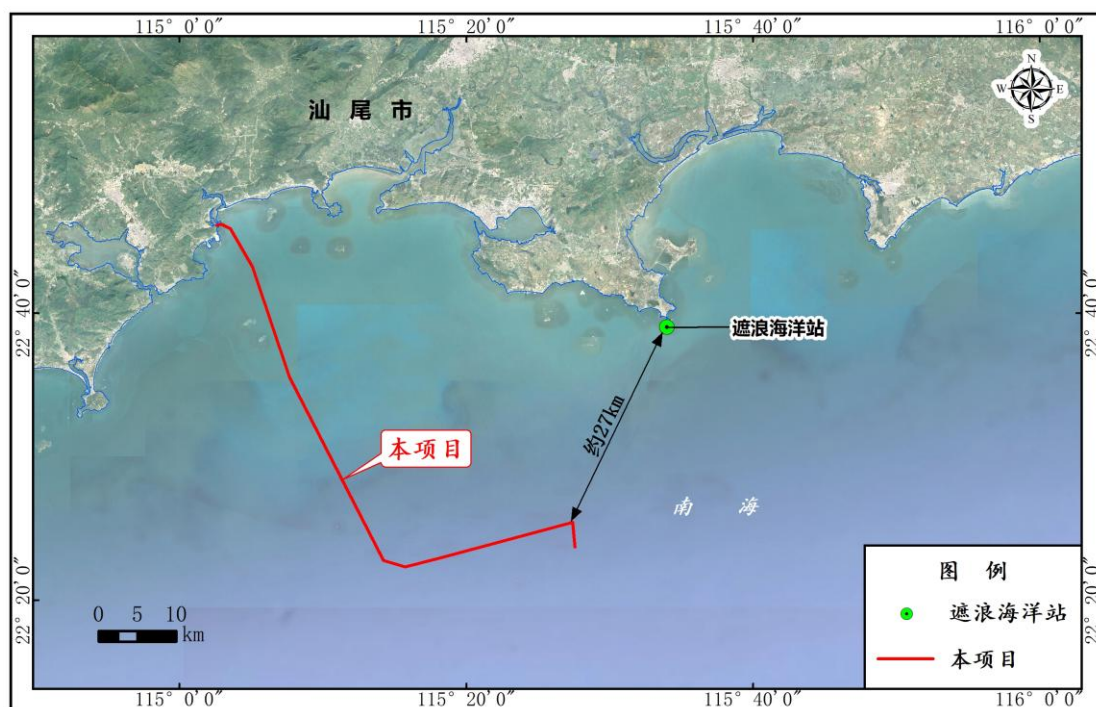 115° 0′0″
115° 20′0″
115° 40′0″
116° 0′0″
汕 尾 市
N
W
E
S
22° 40′0″
22° 40′0″
遮浪海洋站
约27km
本项目
南 海
22° 20′0″
22° 20′0″
0 5 10
km
图 例
遮浪海洋站
本项目
115° 0′0″
115° 20′0″
115° 40′0″
116° 0′0″